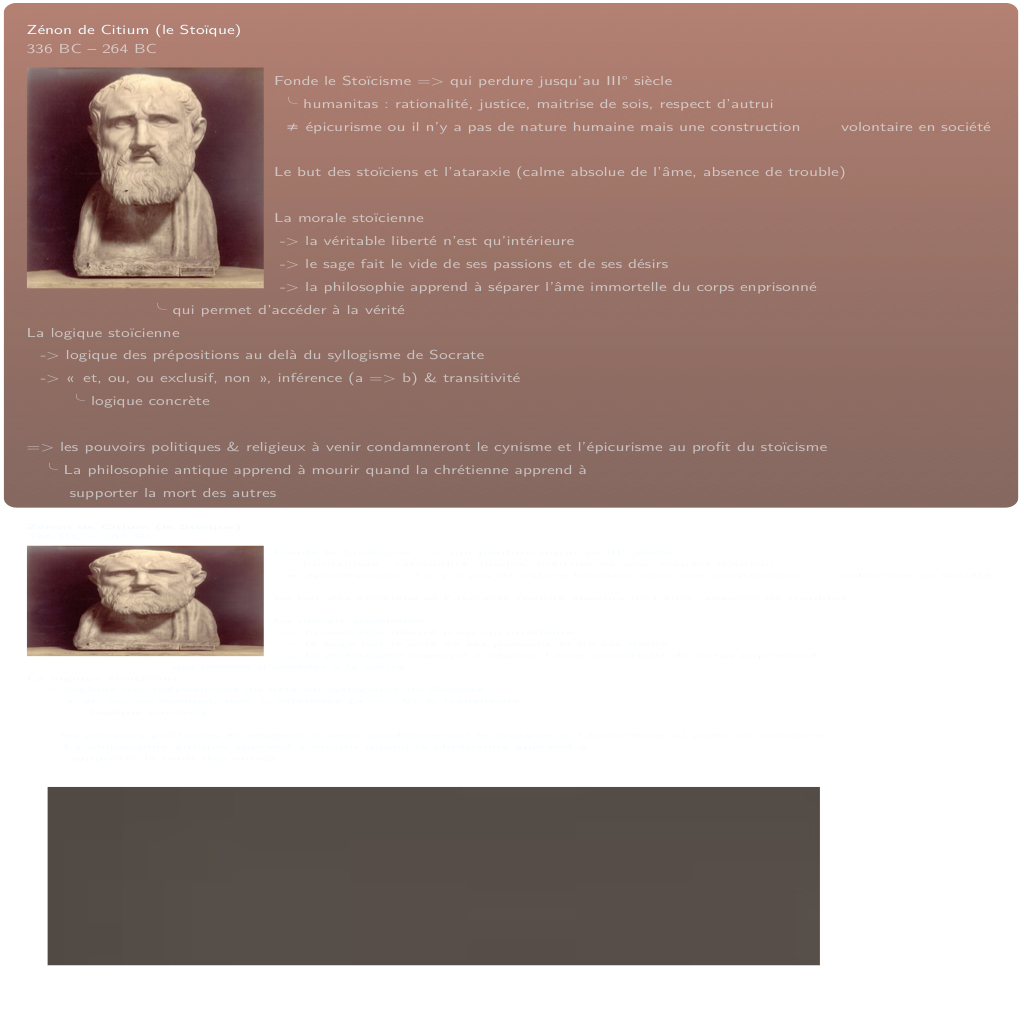 Zénon de Citium (le Stoïque)
336 BC – 264 BC
Fonde le Stoïcisme => qui perdure jusqu'au III° siècle
╰ humanitas : rationalité, justice, maitrise de sois, respect d'autrui
≠ épicurisme ou il n'y a pas de nature humaine mais une construction volontaire en société
Le but des stoïciens et l'ataraxie (calme absolue de l'âme, absence de trouble)
La morale stoïcienne
-> la véritable liberté n'est qu'intérieure
-> le sage fait le vide de ses passions et de ses désirs
-> la philosophie apprend à séparer l'âme immortelle du corps enprisonné
╰ qui permet d'accéder à la vérité
La logique stoïcienne
-> logique des prépositions au delà du syllogisme de Socrate
-> « et, ou, ou exclusif, non », inférence (a => b) & transitivité
╰ logique concrète
=> les pouvoirs politiques & religieux à venir condamneront le cynisme et l'épicurisme au profit du stoïcisme
╰ La philosophie antique apprend à mourir quand la chrétienne apprend à
supporter la mort des autres